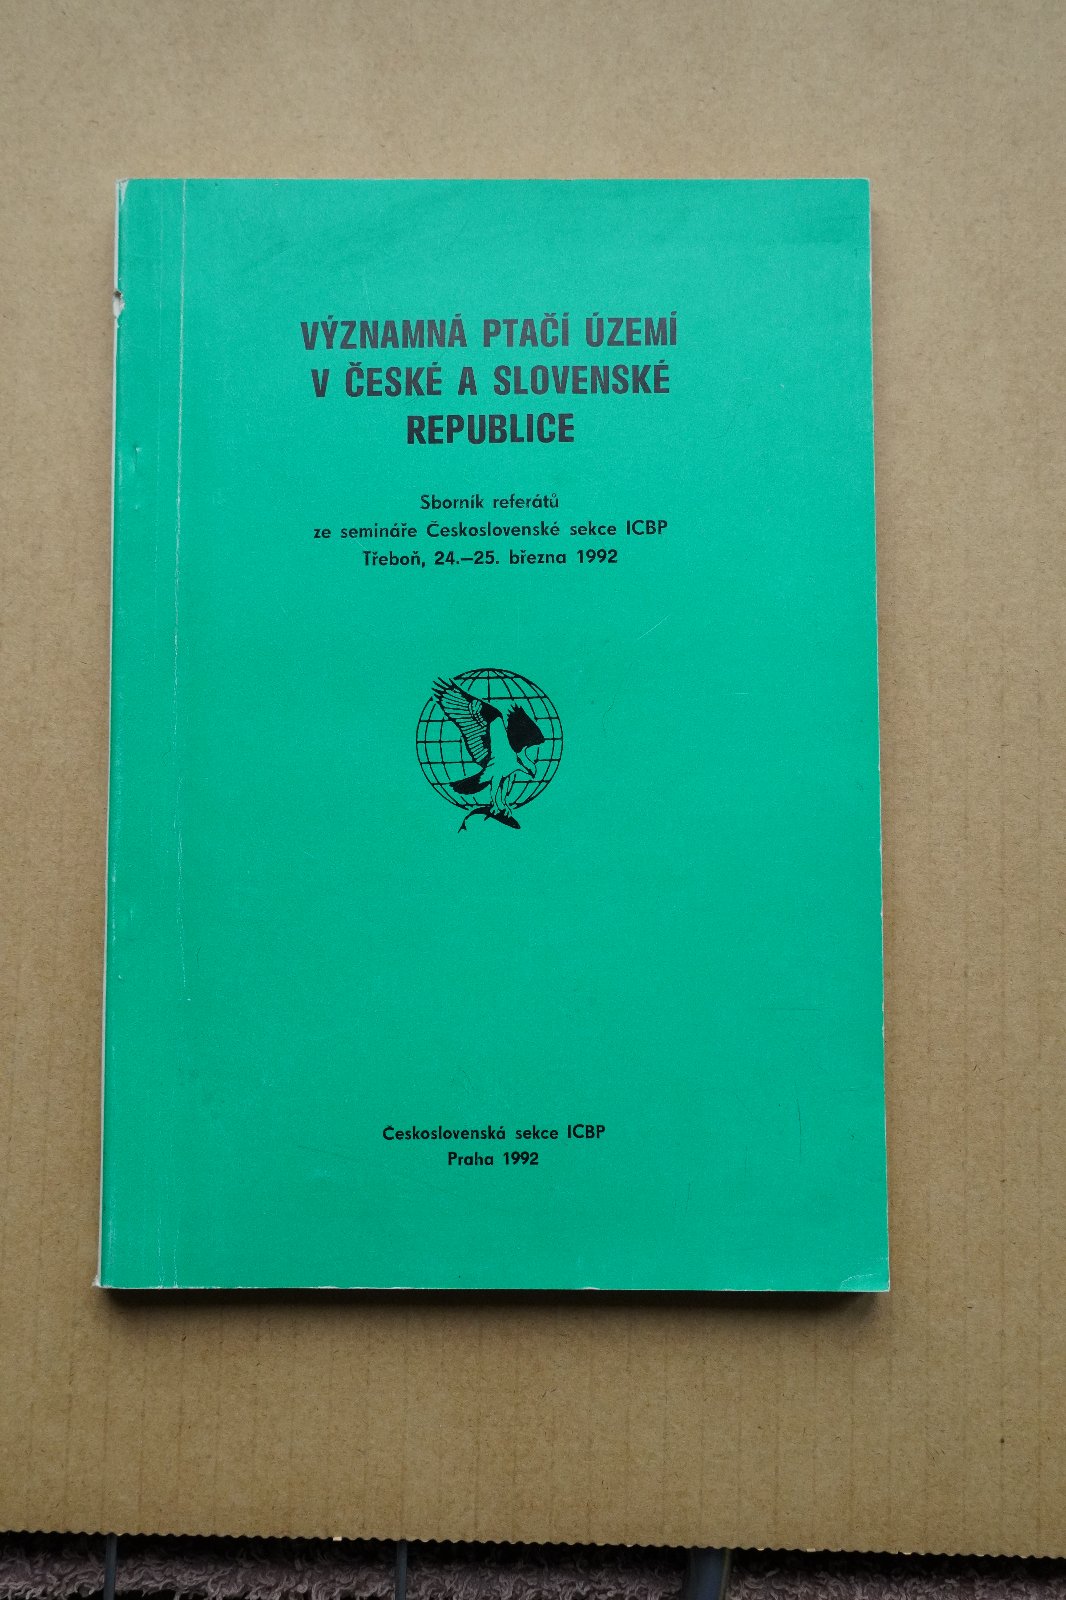 VÝZNAMNÁ PTAČÍ ÚZEMÍ
V ČESKÉ A SLOVENSKÉ
REPUBLICE
Sborník referátů
ze semináře Československé sekce ICBP
Třeboň, 24.–25. března 1992
Československá sekce ICBP
Praha 1992